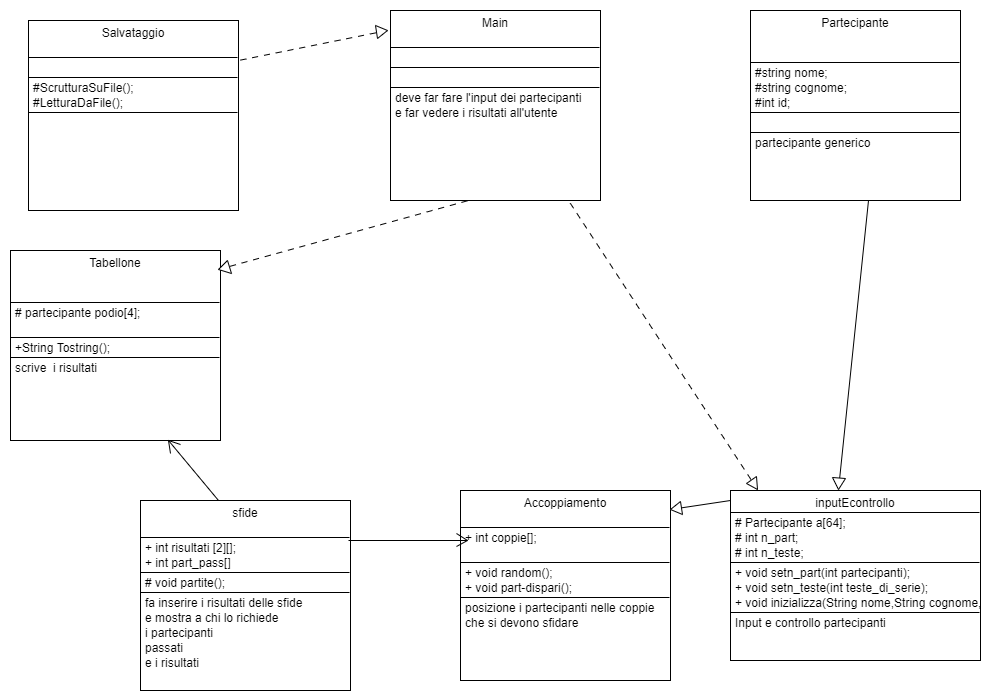 Salvataggio
#ScrutturaSuFile();
#LetturaDaFile();
Main
deve far fare l'input dei partecipanti
e far vedere i risultati all'utente
Partecipante
#string nome;
#string cognome;
#int id;
partecipante generico
Tabellone
# partecipante podio[4];
+String Tostring();
scrive i risultati
sfide
+ int risultati [2][];
+ int part_pass[]
# void partite();
fa inserire i risultati delle sfide
e mostra a chi lo richiede
i partecipanti
passati
e i risultati
Accoppiamento
+ int coppie[];
+ void random();
+ void part-dispari();
posizione i partecipanti nelle coppie
che si devono sfidare
inputEcontrollo
# Partecipante a[64];
# int n_part;
# int n_teste;
+ void setn_part(int partecipanti);
+ void setn_teste(int teste_di_serie);
+ void inizializza(String nome,String cognome,
Input e controllo partecipanti